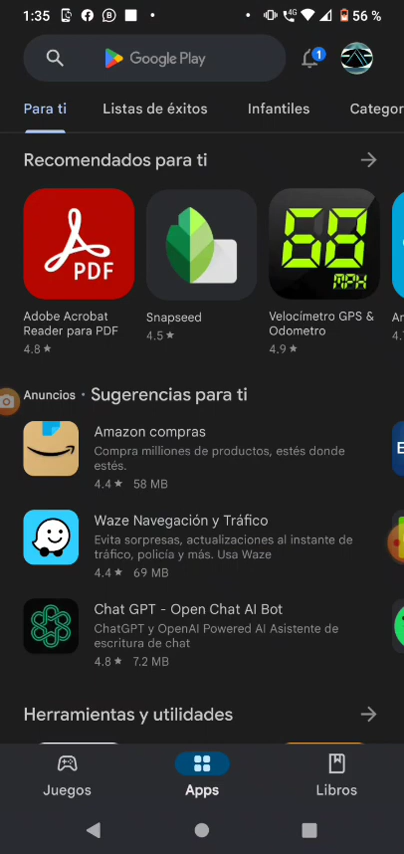 1:35 4G 56 %
Google Play 1
Para ti Listas de éxitos Infantiles Categor
Recomendados para ti
PDF 68 MPH
Adobe Acrobat
Reader para PDF
4.8 ★
Snapseed
4.5 ★
Velocímetro GPS &
Odometro
4.9 ★
Anuncios • Sugerencias para ti
Amazon compras
Compra milliones de productos, estés donde
estés.
4.4 ★ 58 MB
Waze Navegación y Tráfico
Evita sorpresas, actualizaciones al instante de
tráfico, policía y más. Usa Waze
4.4 ★ 69 MB
Chat GPT - Open Chat AI Bot
ChatGPT y OpenAI Powered AI Asistente de
escritura de chat
4.8 ★ 7.2 MB
Herramientas y utilidades
Juegos Apps Libros